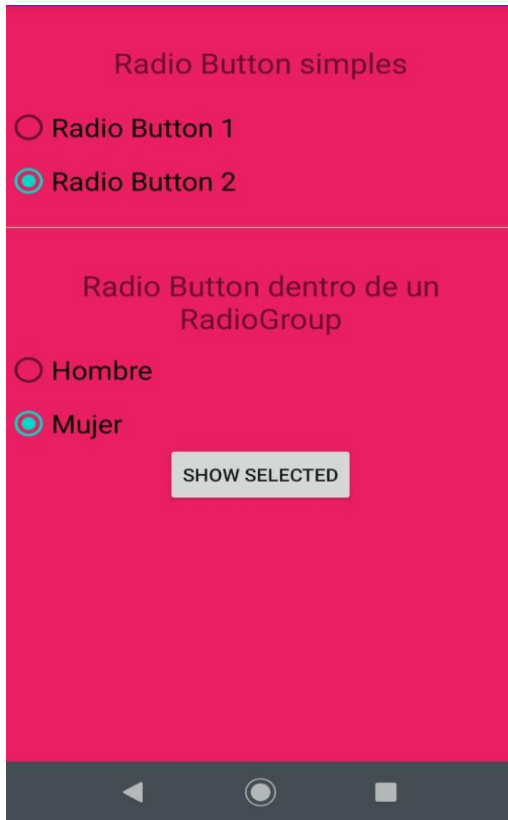 Radio Button simples
Radio Button 1
Radio Button 2
Radio Button dentro de un
RadioGroup
Hombre
Mujer
SHOW SELECTED